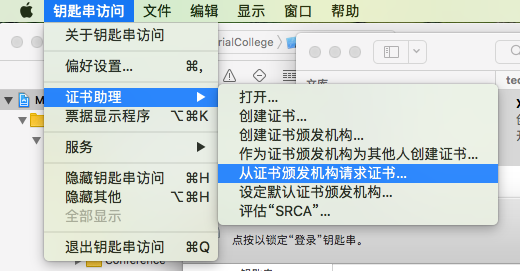 钥匙串访问 文件 编辑 显示 窗口 帮助
关于钥匙串访问
偏好设置... ⌘,
证书助理 ▶
票据显示程序 ⌥⌘K
服务 ▶
隐藏钥匙串访问 ⌘H
隐藏其他 ⌥⌘H
全部显示
退出钥匙串访问 ⌘Q
打开...
创建证书...
创建证书颁发机构...
作为证书颁发机构为其他人创建证书...
从证书颁发机构请求证书...
设定默认证书颁发机构...
评估“SRCA”...
rialCollege
tec
点按以锁定“登录”钥匙串。
Conference